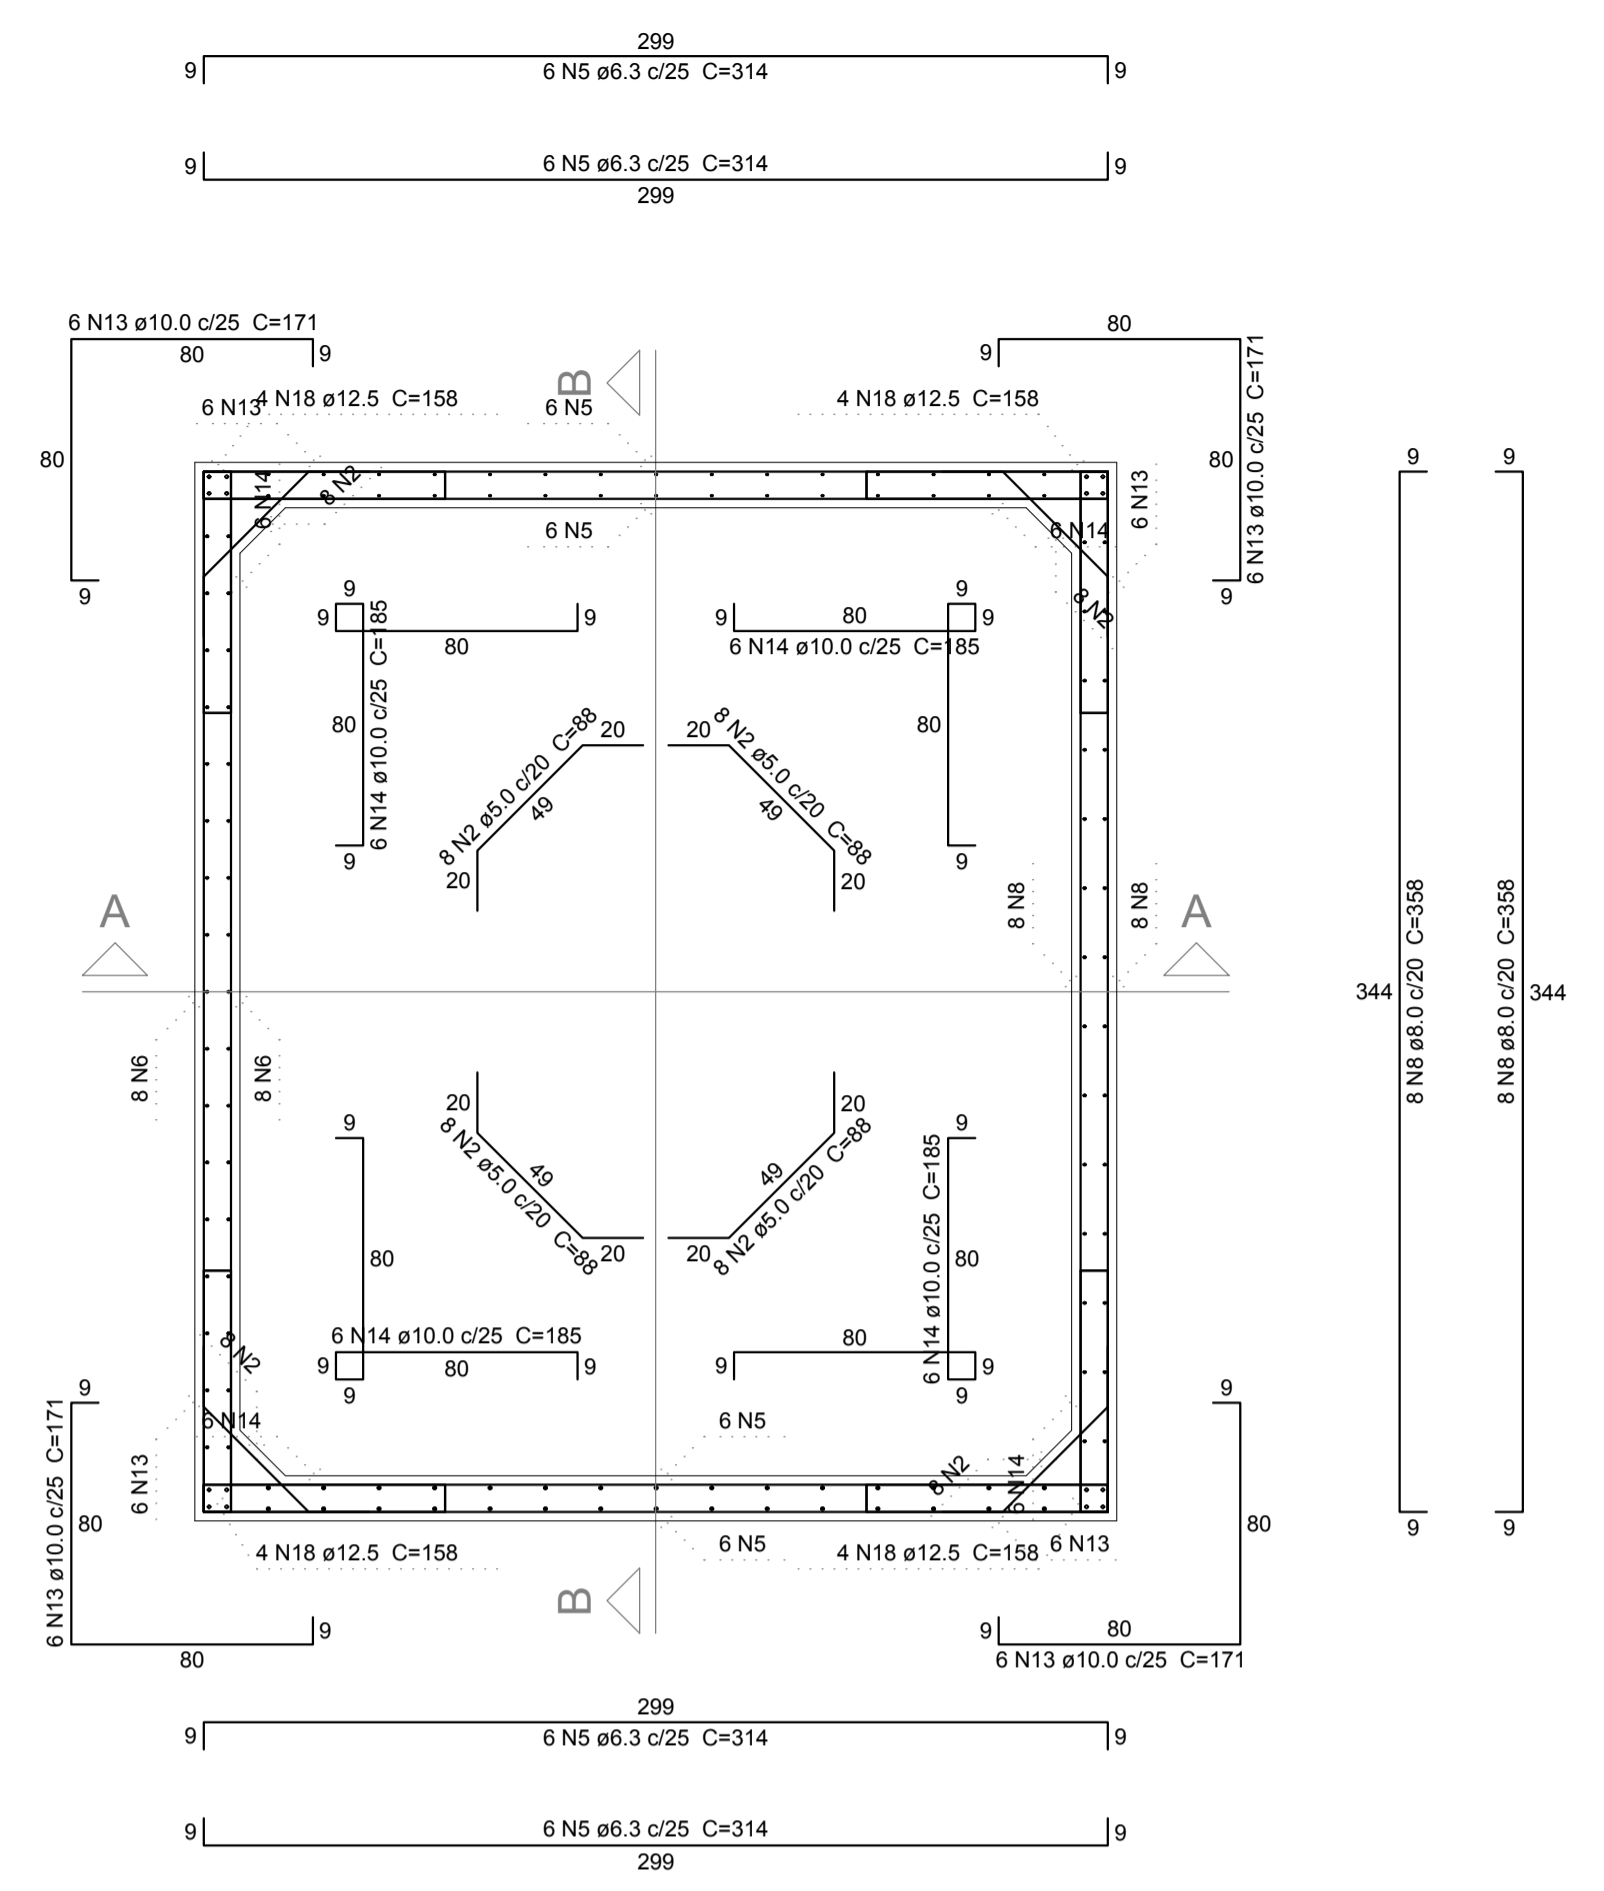 299
9
6 N5 ø6.3 c/25 C=314
9
9
6 N5 ø6.3 c/25 C=314
9
299
6 N13 ø10.0 c/25 C=171
80
9
80
9
80
9
80
6 N13 ø10.0 c/25 C=171
9
6 N13
4 N18 ø12.5 C=158
B
6 N5
4 N18 ø12.5 C=158
6 N14
8 N2
6 N5
6 N14
6 N13
8 N2
9
9
80
9
80
6 N14 ø10.0 c/25 C=185
9
9
80
9
9
6 N14 ø10.0 c/25 C=185
80
9
8 N2 ø5.0 c/20 C=88
20
49
20
20
8 N2 ø5.0 c/20 C=88
49
20
A
8 N8
8 N8
A
9
9
344
8 N8 ø8.0 c/20 C=358
8 N8 ø8.0 c/20 C=358
344
9
9
8 N6
8 N6
20
8 N2 ø5.0 c/20 C=88
49
20
20
49
8 N2 ø5.0 c/20 C=88
20
9
80
6 N14 ø10.0 c/25 C=185
9
80
9
9
9
6 N14 ø10.0 c/25 C=185
80
80
9
9
9
8 N2
6 N14
6 N13
9
6 N13 ø10.0 c/25 C=171
80
9
80
6 N5
8 N2
6 N14
9
80
4 N18 ø12.5 C=158
6 N5
4 N18 ø12.5 C=158
6 N13
B
9
80
6 N13 ø10.0 c/25 C=171
299
9
6 N5 ø6.3 c/25 C=314
9
9
6 N5 ø6.3 c/25 C=314
9
299